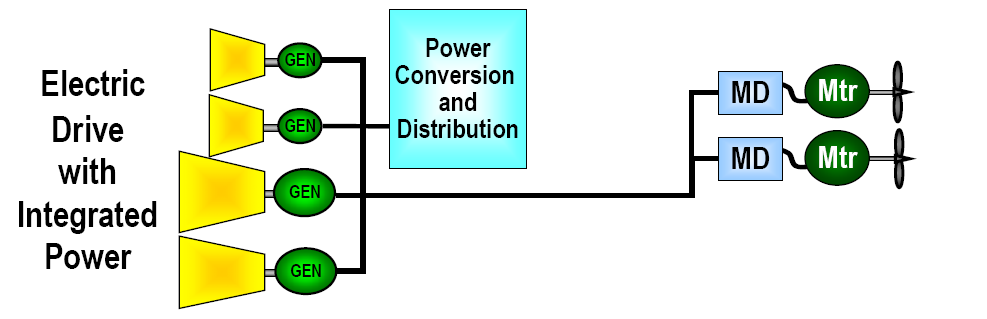 Electric
Drive
with
Integrated
Power
GEN
GEN
GEN
GEN
Power
Conversion
and
Distribution
MD
Mtr
MD
Mtr